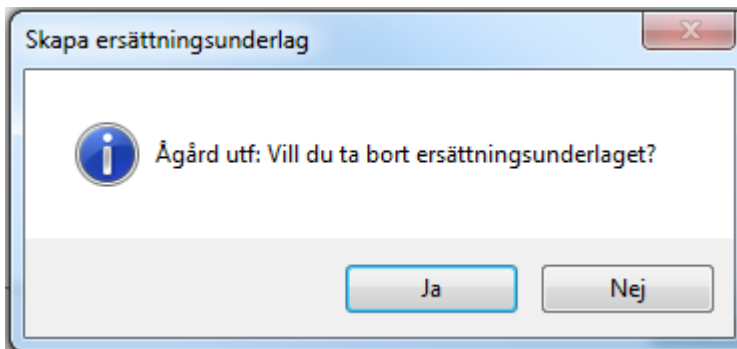 Skapa ersättningsunderlag
Ågård utf: Vill du ta bort ersättningsunderlaget?
Ja
Nej